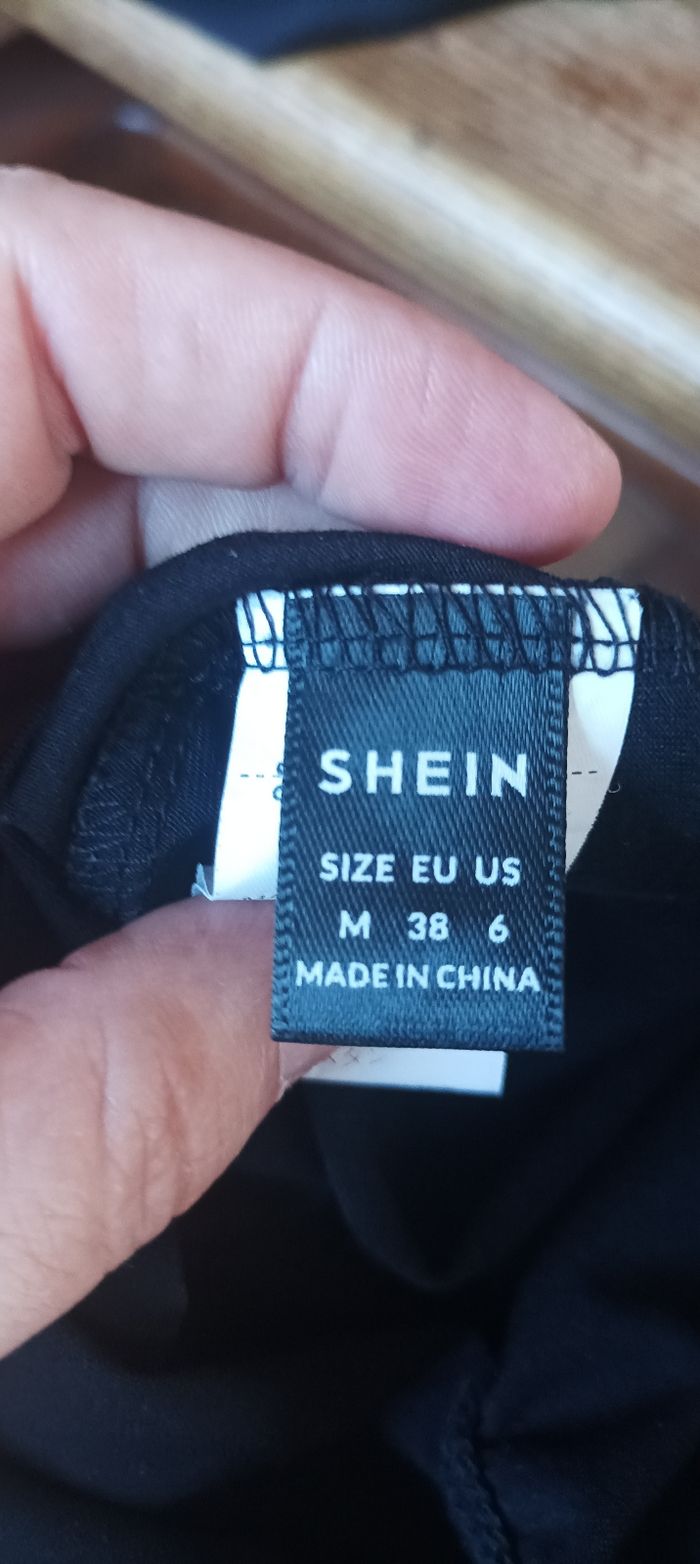 SHEIN
SIZE EU US
M 38 6
MADE IN CHINA